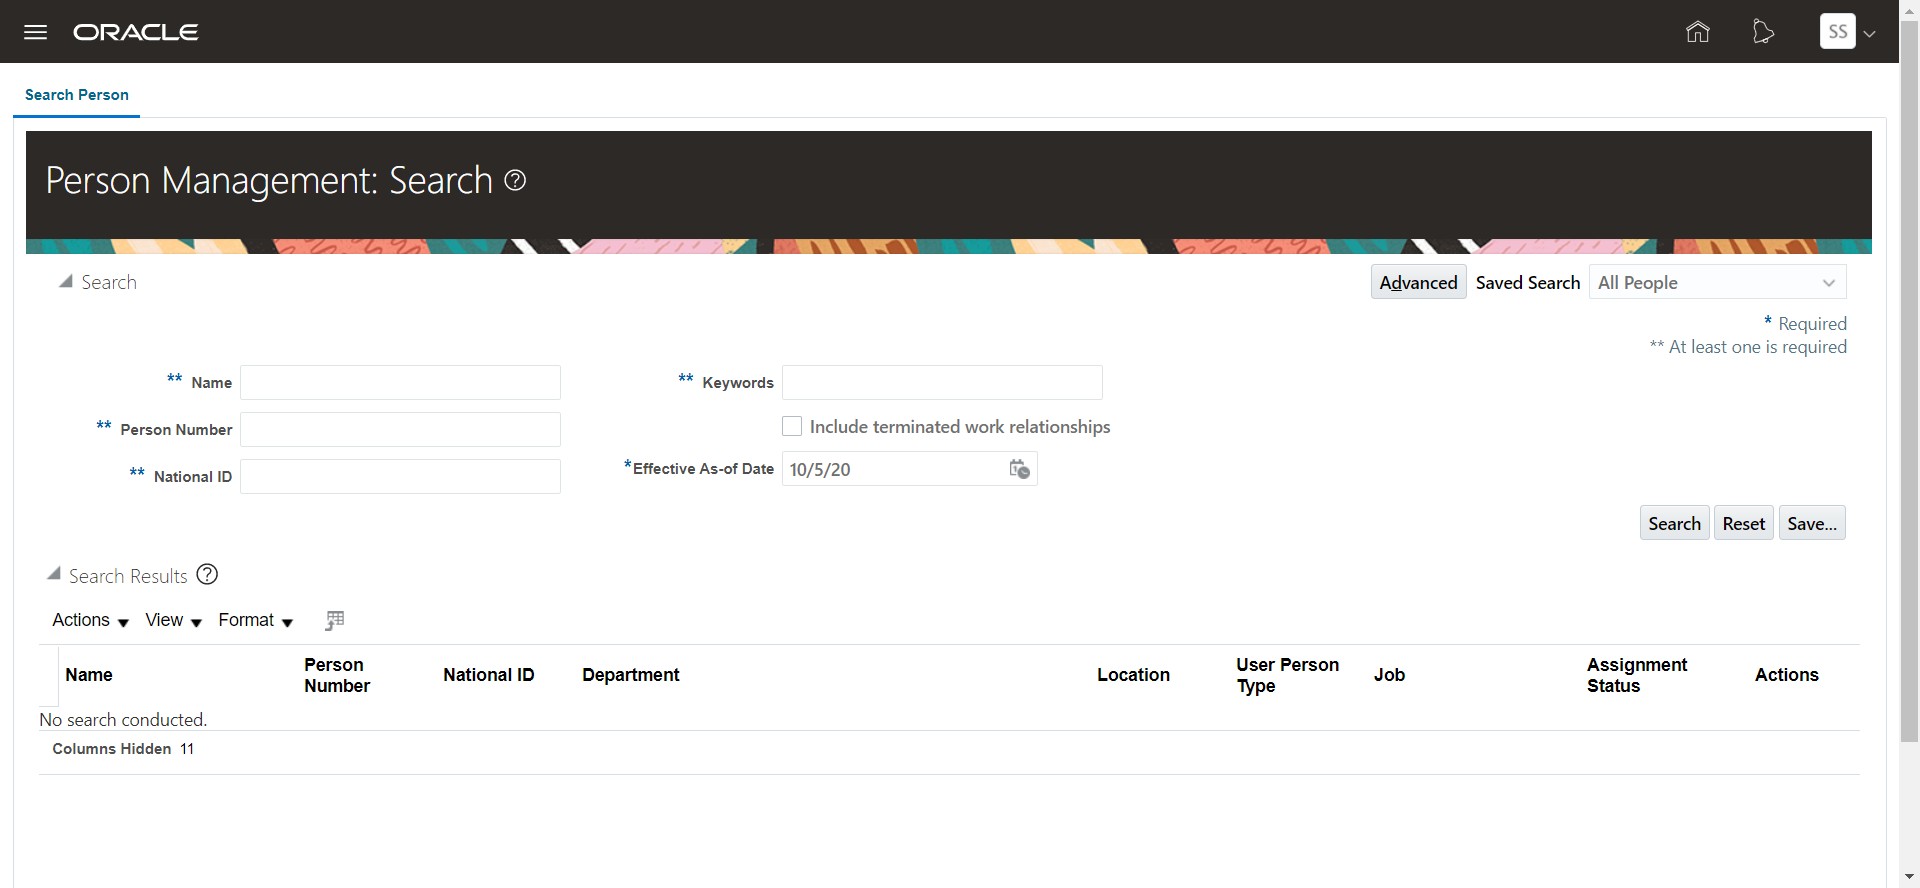 ORACLE
SS
Search Person
Person Management: Search ?
Search
Advanced Saved Search All People
* Required
** At least one is required
** Name
** Keywords
** Person Number
Include terminated work relationships
** National ID
*Effective As-of Date 10/5/20
Search Reset Save...
Search Results ?
Actions View Format
Name Person Number National ID Department Location User Person Type Job Assignment Status Actions
No search conducted.
Columns Hidden 11